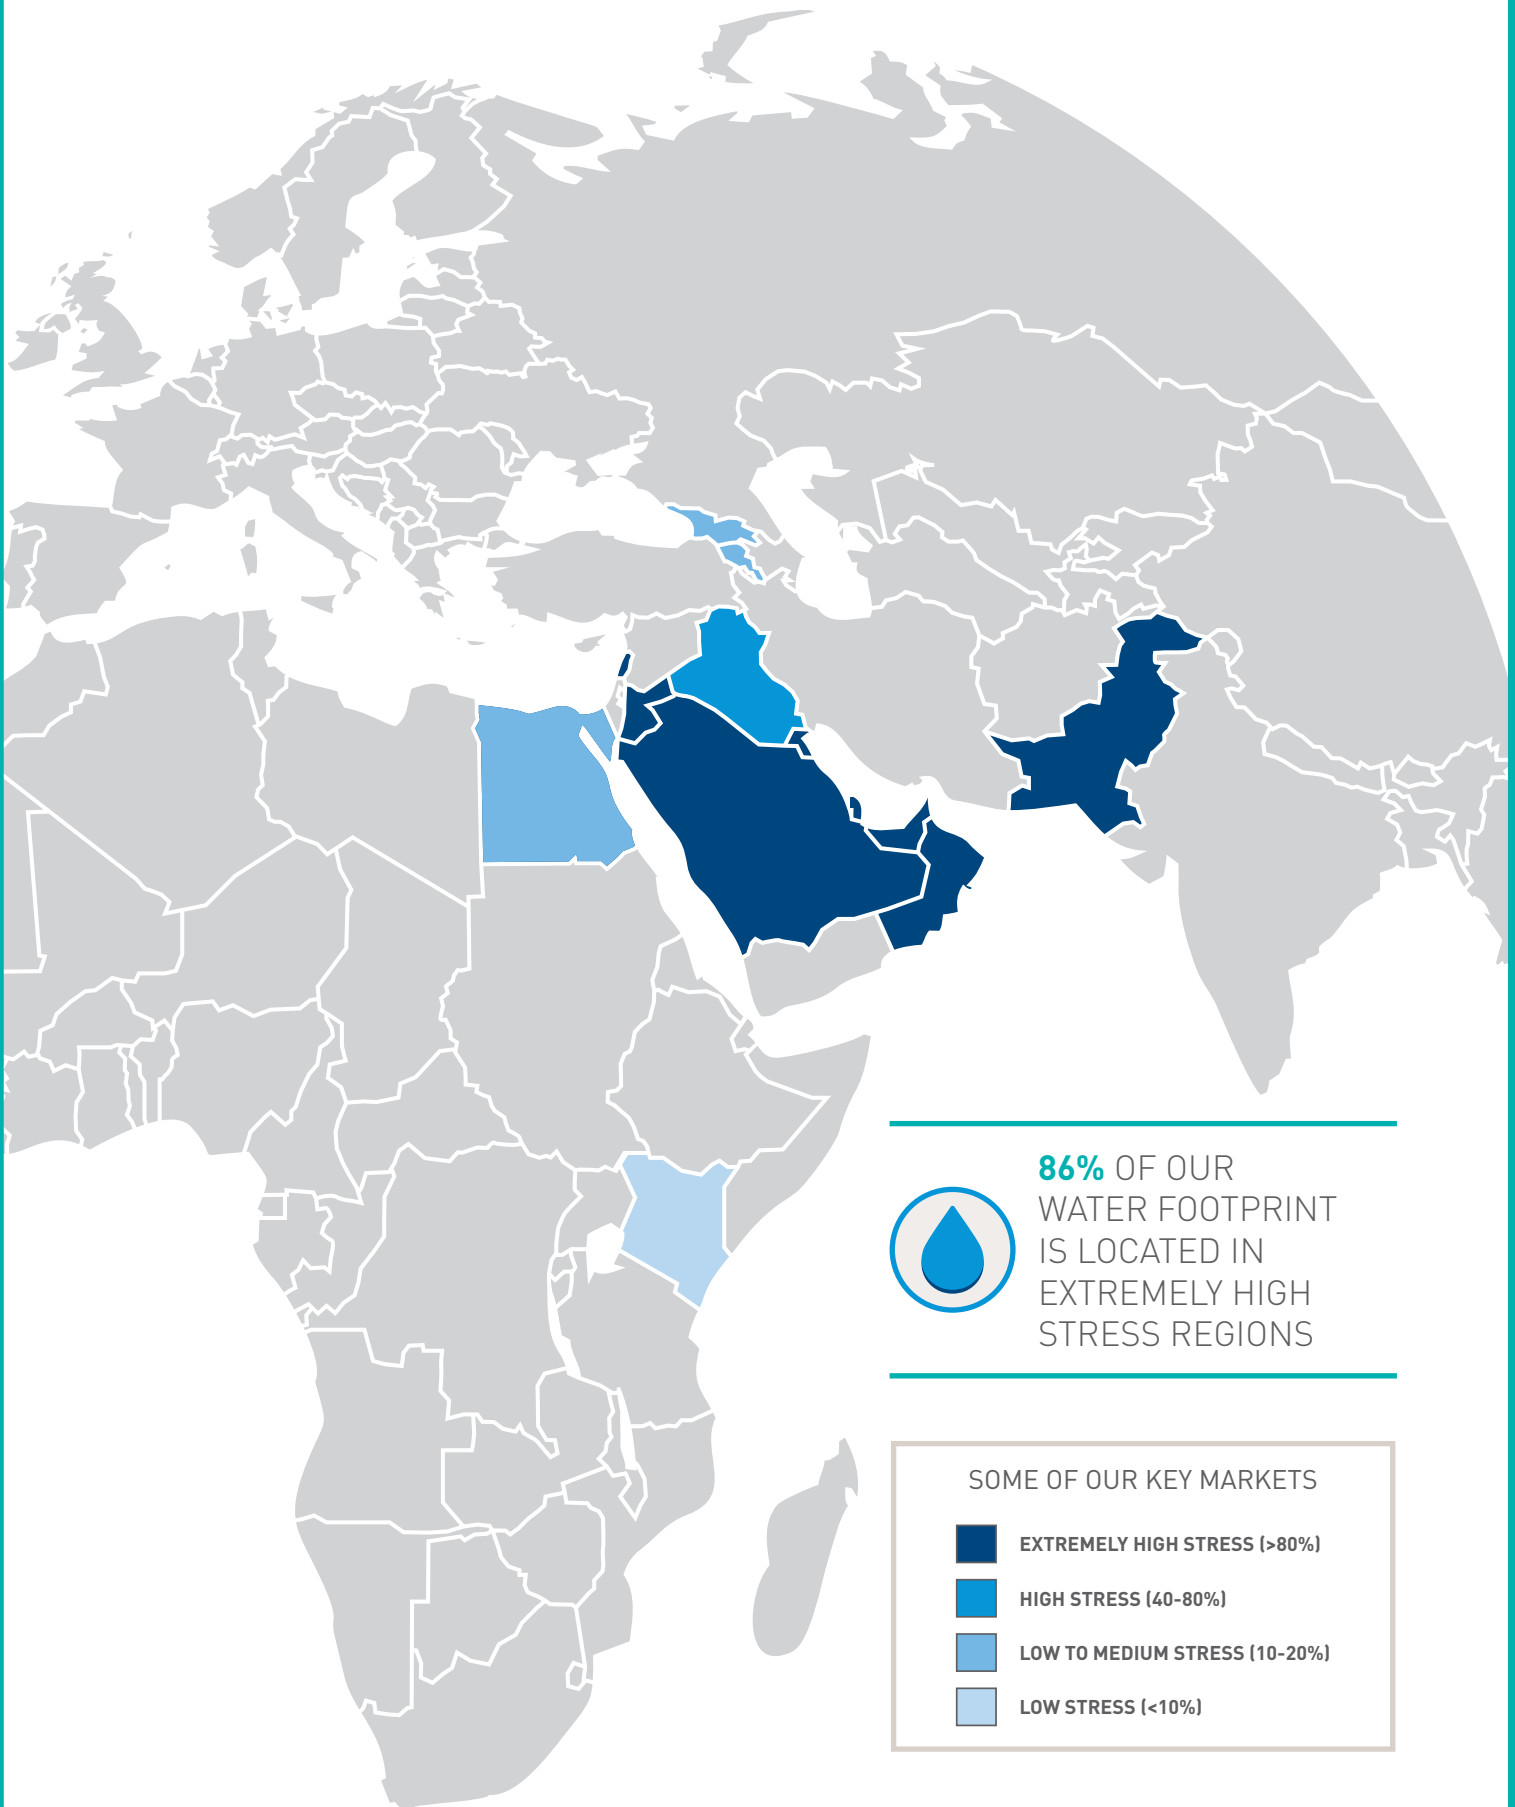 86% OF OUR
WATER FOOTPRINT
IS LOCATED IN
EXTREMELY HIGH
STRESS REGIONS
SOME OF OUR KEY MARKETS
EXTREMELY HIGH STRESS (>80%)
HIGH STRESS (40-80%)
LOW TO MEDIUM STRESS (10-20%)
LOW STRESS (<10%)